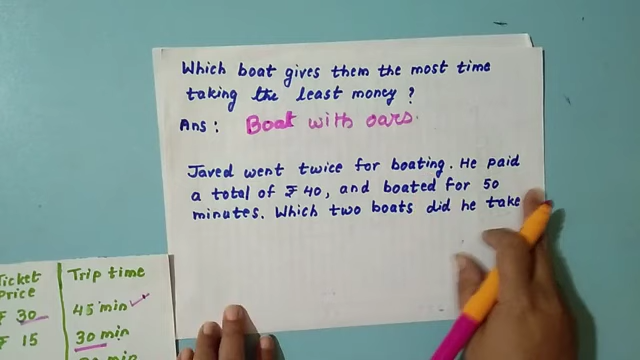 Which boat gives them the most time
taking the least money?
Ans: Boat with oars.
Javed went twice for boating. He paid
a total of ₹ 40, and boated for 50
minutes. Which two boats did he take
Ticket Price Trip time
₹ 30 45 min ✓
₹ 15 30 min
min